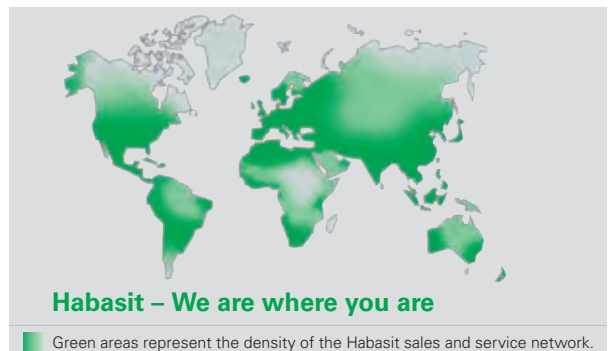 Habasit – We are where you are
Green areas represent the density of the Habasit sales and service network.